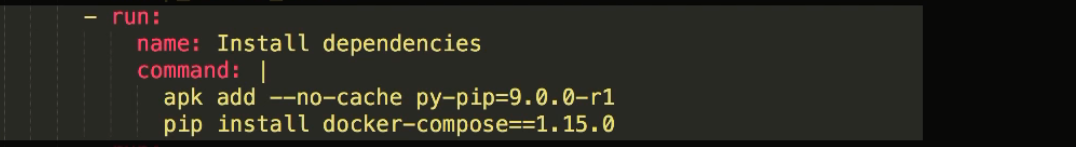 - run:
name: Install dependencies
command: |
apk add --no-cache py-pip=9.0.0-r1
pip install docker-compose==1.15.0